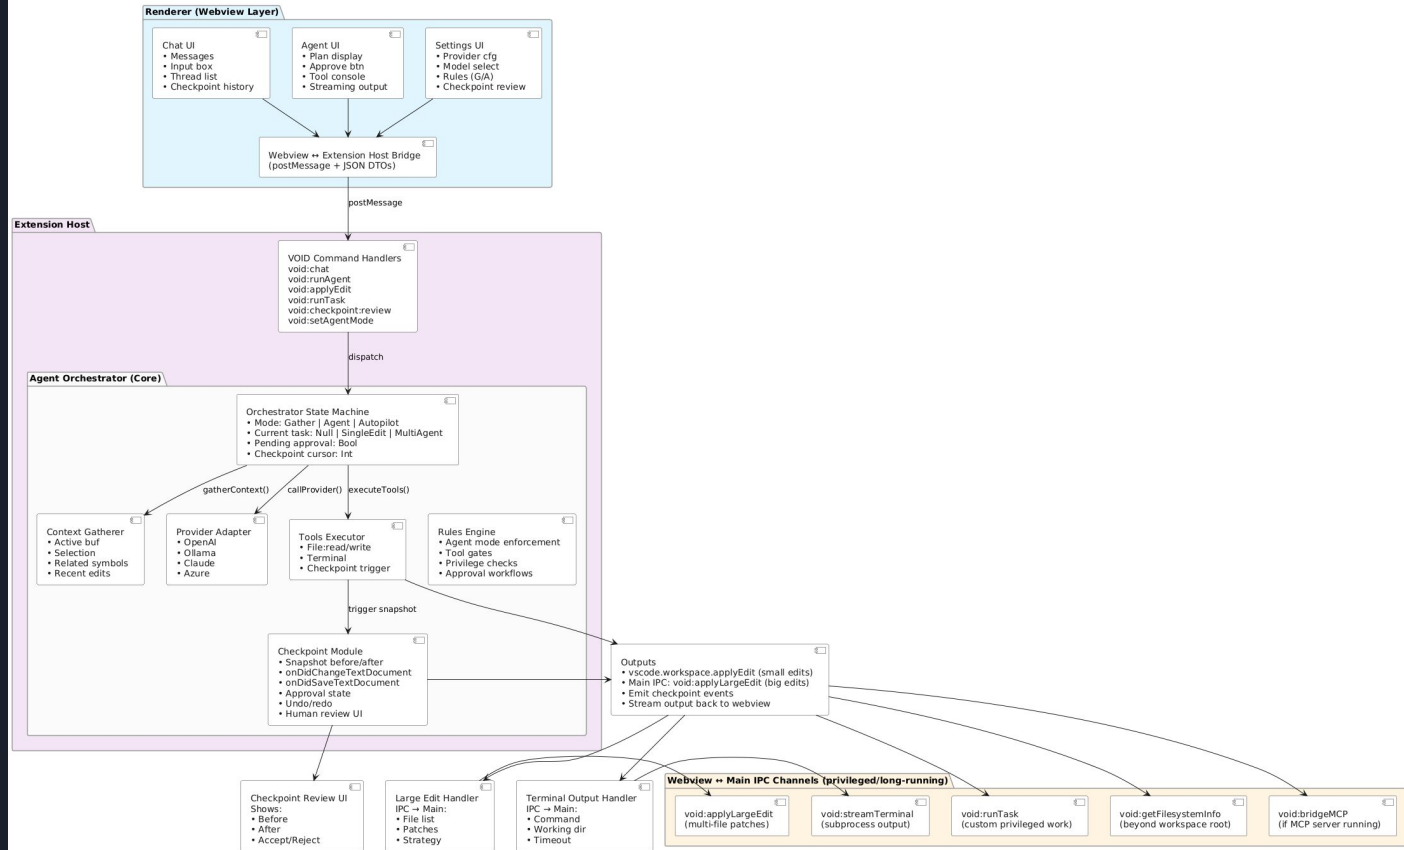 Renderer (Webview Layer)
Chat UI
• Messages
• Input box
• Thread list
• Checkpoint history
Agent UI
• Plan display
• Approve btn
• Tool console
• Streaming output
Settings UI
• Provider cfg
• Model select
• Rules (G/A)
• Checkpoint review
Webview ↔ Extension Host Bridge
(postMessage + JSON DTOs)
postMessage
Extension Host
VOID Command Handlers
void:chat
void:runAgent
void:applyEdit
void:runTask
void:checkpoint:review
void:setAgentMode
dispatch
Agent Orchestrator (Core)
Orchestrator State Machine
• Mode: Gather | Agent | Autopilot
• Current task: Null | SingleEdit | MultiAgent
• Pending approval: Bool
• Checkpoint cursor: Int
gatherContext()
callProvider()
executeTools()
Context Gatherer
• Active buf
• Selection
• Related symbols
• Recent edits
Provider Adapter
• OpenAI
• Ollama
• Claude
• Azure
Tools Executor
• File:read/write
• Terminal
• Checkpoint trigger
Rules Engine
• Agent mode enforcement
• Tool gates
• Privilege checks
• Approval workflows
trigger snapshot
Checkpoint Module
• Snapshot before/after
• onDidChangeTextDocument
• onDidSaveTextDocument
• Approval state
• Undo/redo
• Human review UI
Outputs
• vscode.workspace.applyEdit (small edits)
• Main IPC: void:applyLargeEdit (big edits)
• Emit checkpoint events
• Stream output back to webview
Checkpoint Review UI
Shows:
• Before
• After
• Accept/Reject
Large Edit Handler
IPC → Main:
• File list
• Patches
• Strategy
Terminal Output Handler
IPC → Main:
• Command
• Working dir
• Timeout
Webview ↔ Main IPC Channels (privileged/long-running)
void:applyLargeEdit
(multi-file patches)
void:streamTerminal
(subprocess output)
void:runTask
(custom privileged work)
void:getFilesystemInfo
(beyond workspace root)
void:bridgeMCP
(if MCP server running)